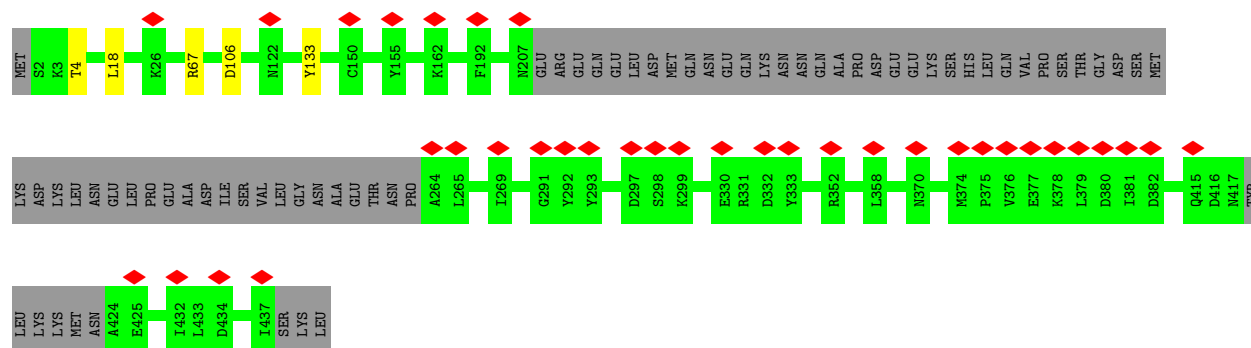 MET S2 K3 T4 L18 K26 R67 D106 N122 Y133 C150 Y155 K162 F192 N207 GLU ARG GLU GLN GLU LEU ASP MET GLN ASN GLU GLN LYS ASN ASN GLN ALA PRO ASP GLU GLU LYS SER HIS LEU GLN VAL PRO SER THR GLY ASP SER MET
LYS ASP LYS LEU ASN GLU LEU PRO GLU ALA ASP ILE SER VAL LEU GLY ASN ALA GLU THR ASN PRO A264 L265 I269 G291 Y292 Y293 D297 S298 K299 E330 R331 D332 Y333 R352 L358 N370 M374 P375 V376 E377 K378 L379 D380 I381 D382 Q415 D416 N417 TYR
LEU LYS LYS MET ASN A424 E425 I432 L433 D434 I437 SER LYS LEU